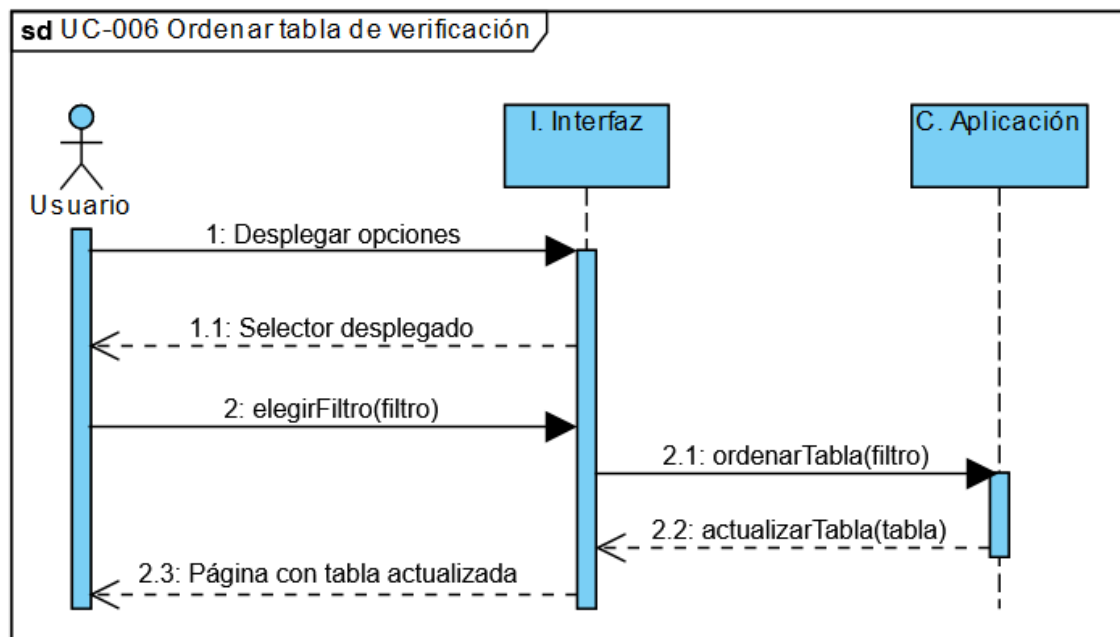 sd UC-006 Ordenar tabla de verificación
I. Interfaz
C. Aplicación
Usuario
1: Desplegar opciones
1.1: Selector desplegado
2: elegirFiltro(filtro)
2.1: ordenarTabla(filtro)
2.2: actualizarTabla(tabla)
2.3: Página con tabla actualizada